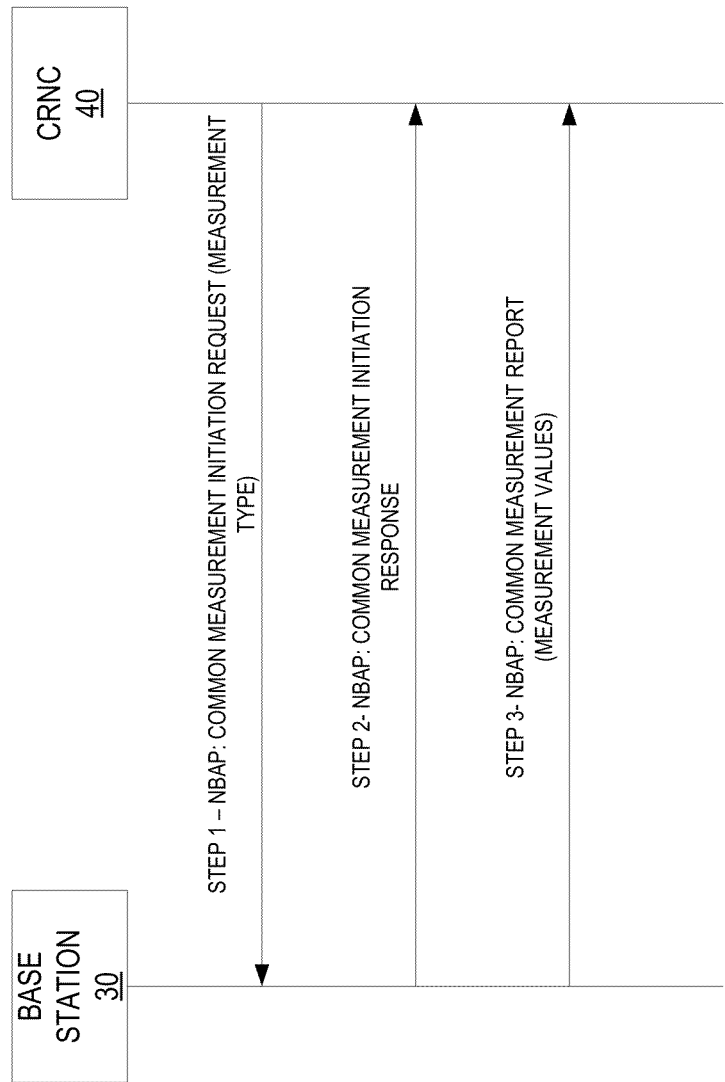 BASE
STATION
30
CRNC
40
STEP 1 – NBAP: COMMON MEASUREMENT INITIATION REQUEST (MEASUREMENT
TYPE)
STEP 2- NBAP: COMMON MEASUREMENT INITIATION
RESPONSE
STEP 3- NBAP: COMMON MEASUREMENT REPORT
(MEASUREMENT VALUES)